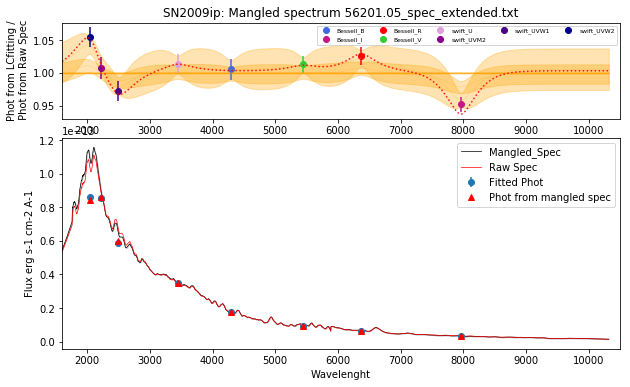 SN2009ip: Mangled spectrum 56201.05_spec_extended.txt
Phot from LCfitting /
Phot from Raw Spec
1.05
1.00
0.95
Bessell_B Bessell_R swift_U swift_UVW1 swift_UVW2
Bessell_I Bessell_V swift_UVM2
2000 3000 4000 5000 6000 7000 8000 9000 10000
1e−13
Flux erg s-1 cm-2 A-1
1.2
1.0
0.8
0.6
0.4
0.2
0.0
Mangled_Spec
Raw Spec
Fitted Phot
Phot from mangled spec
2000 3000 4000 5000 6000 7000 8000 9000 10000
Wavelenght